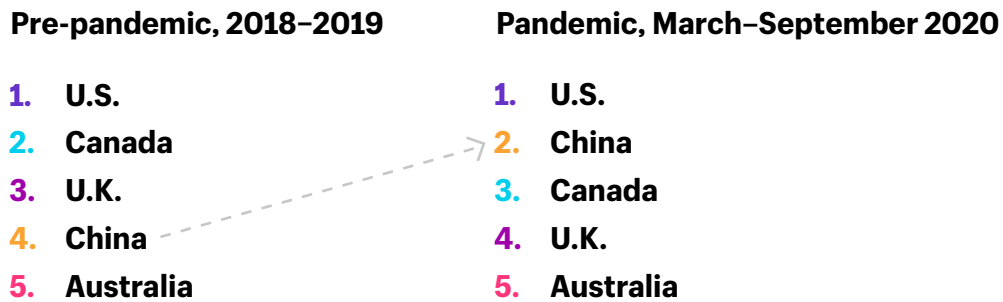 Pre-pandemic, 2018–2019
1. U.S.
2. Canada
3. U.K.
4. China
5. Australia
Pandemic, March–September 2020
1. U.S.
2. China
3. Canada
4. U.K.
5. Australia